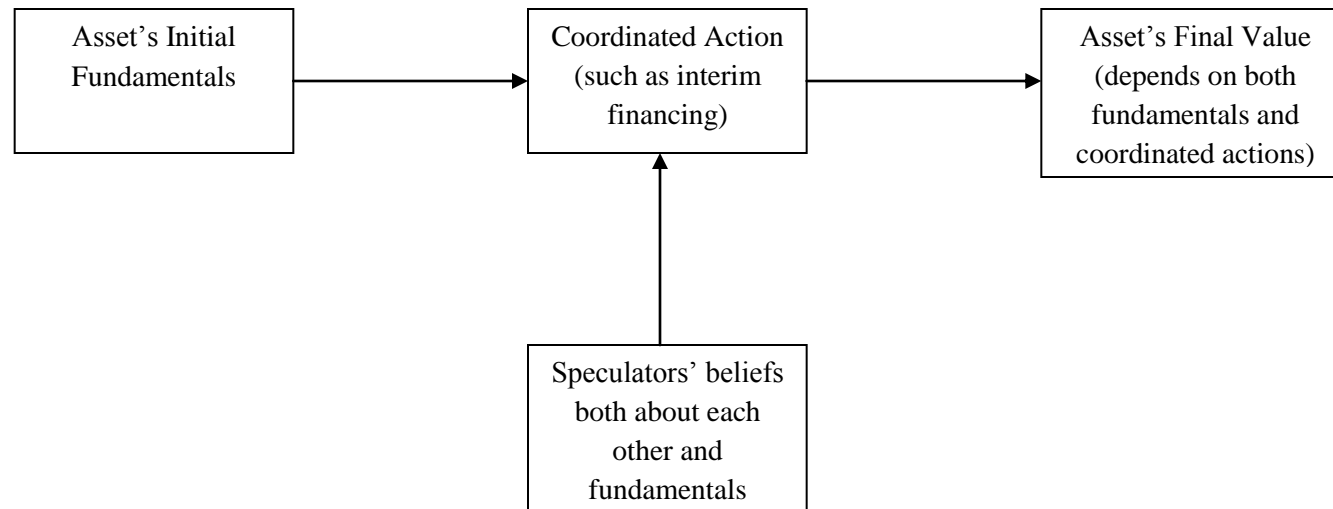 Asset’s Initial
Fundamentals
Coordinated Action
(such as interim
financing)
Asset’s Final Value
(depends on both
fundamentals and
coordinated actions)
Speculators’ beliefs
both about each
other and
fundamentals